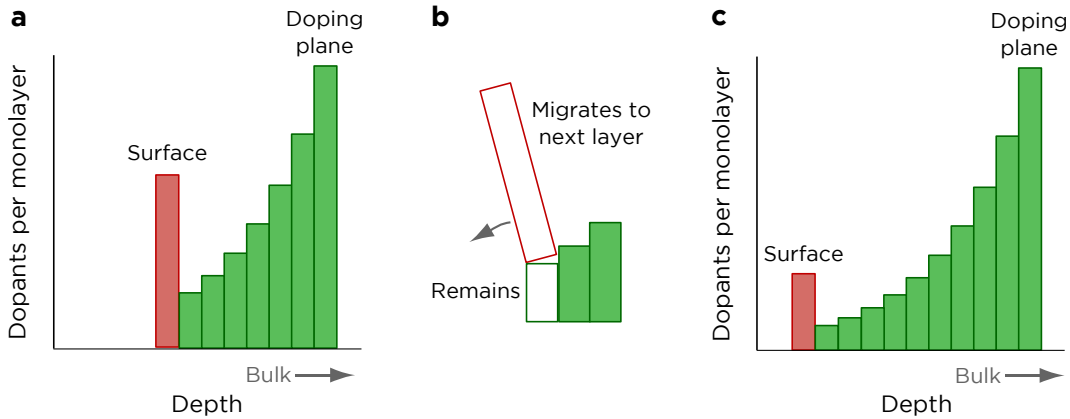 a
Doping
plane
Surface
Dopants per monolayer
Bulk
Depth
b
Migrates to
next layer
Remains
c
Doping
plane
Surface
Dopants per monolayer
Bulk
Depth